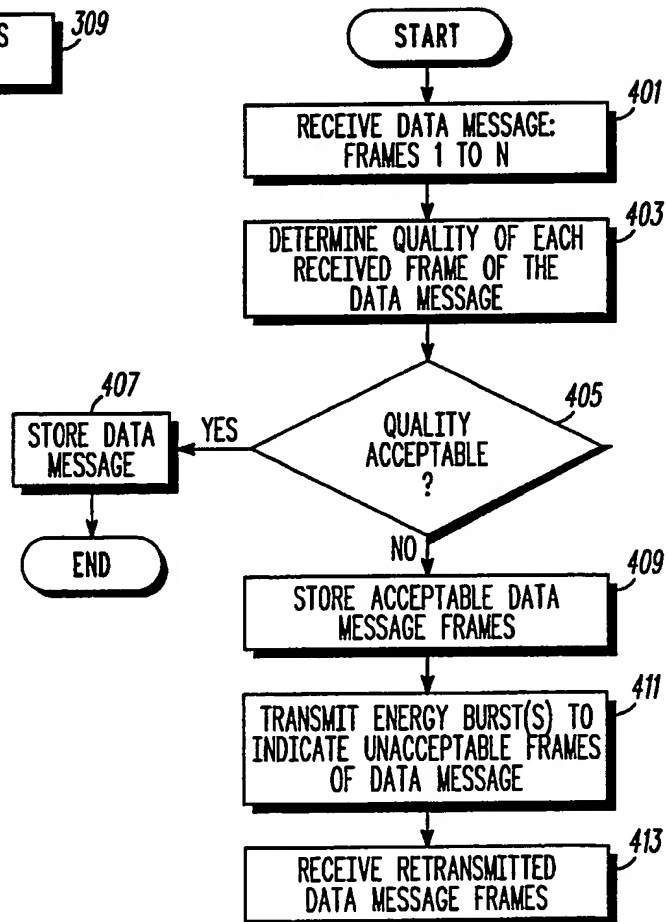 S
309
START
401
RECEIVE DATA MESSAGE:
FRAMES 1 TO N
403
DETERMINE QUALITY OF EACH
RECEIVED FRAME OF THE
DATA MESSAGE
405
QUALITY
ACCEPTABLE
?
YES
407
STORE DATA
MESSAGE
END
NO
409
STORE ACCEPTABLE DATA
MESSAGE FRAMES
411
TRANSMIT ENERGY BURST(S) TO
INDICATE UNACCEPTABLE FRAMES
OF DATA MESSAGE
413
RECEIVE RETRANSMITTED
DATA MESSAGE FRAMES